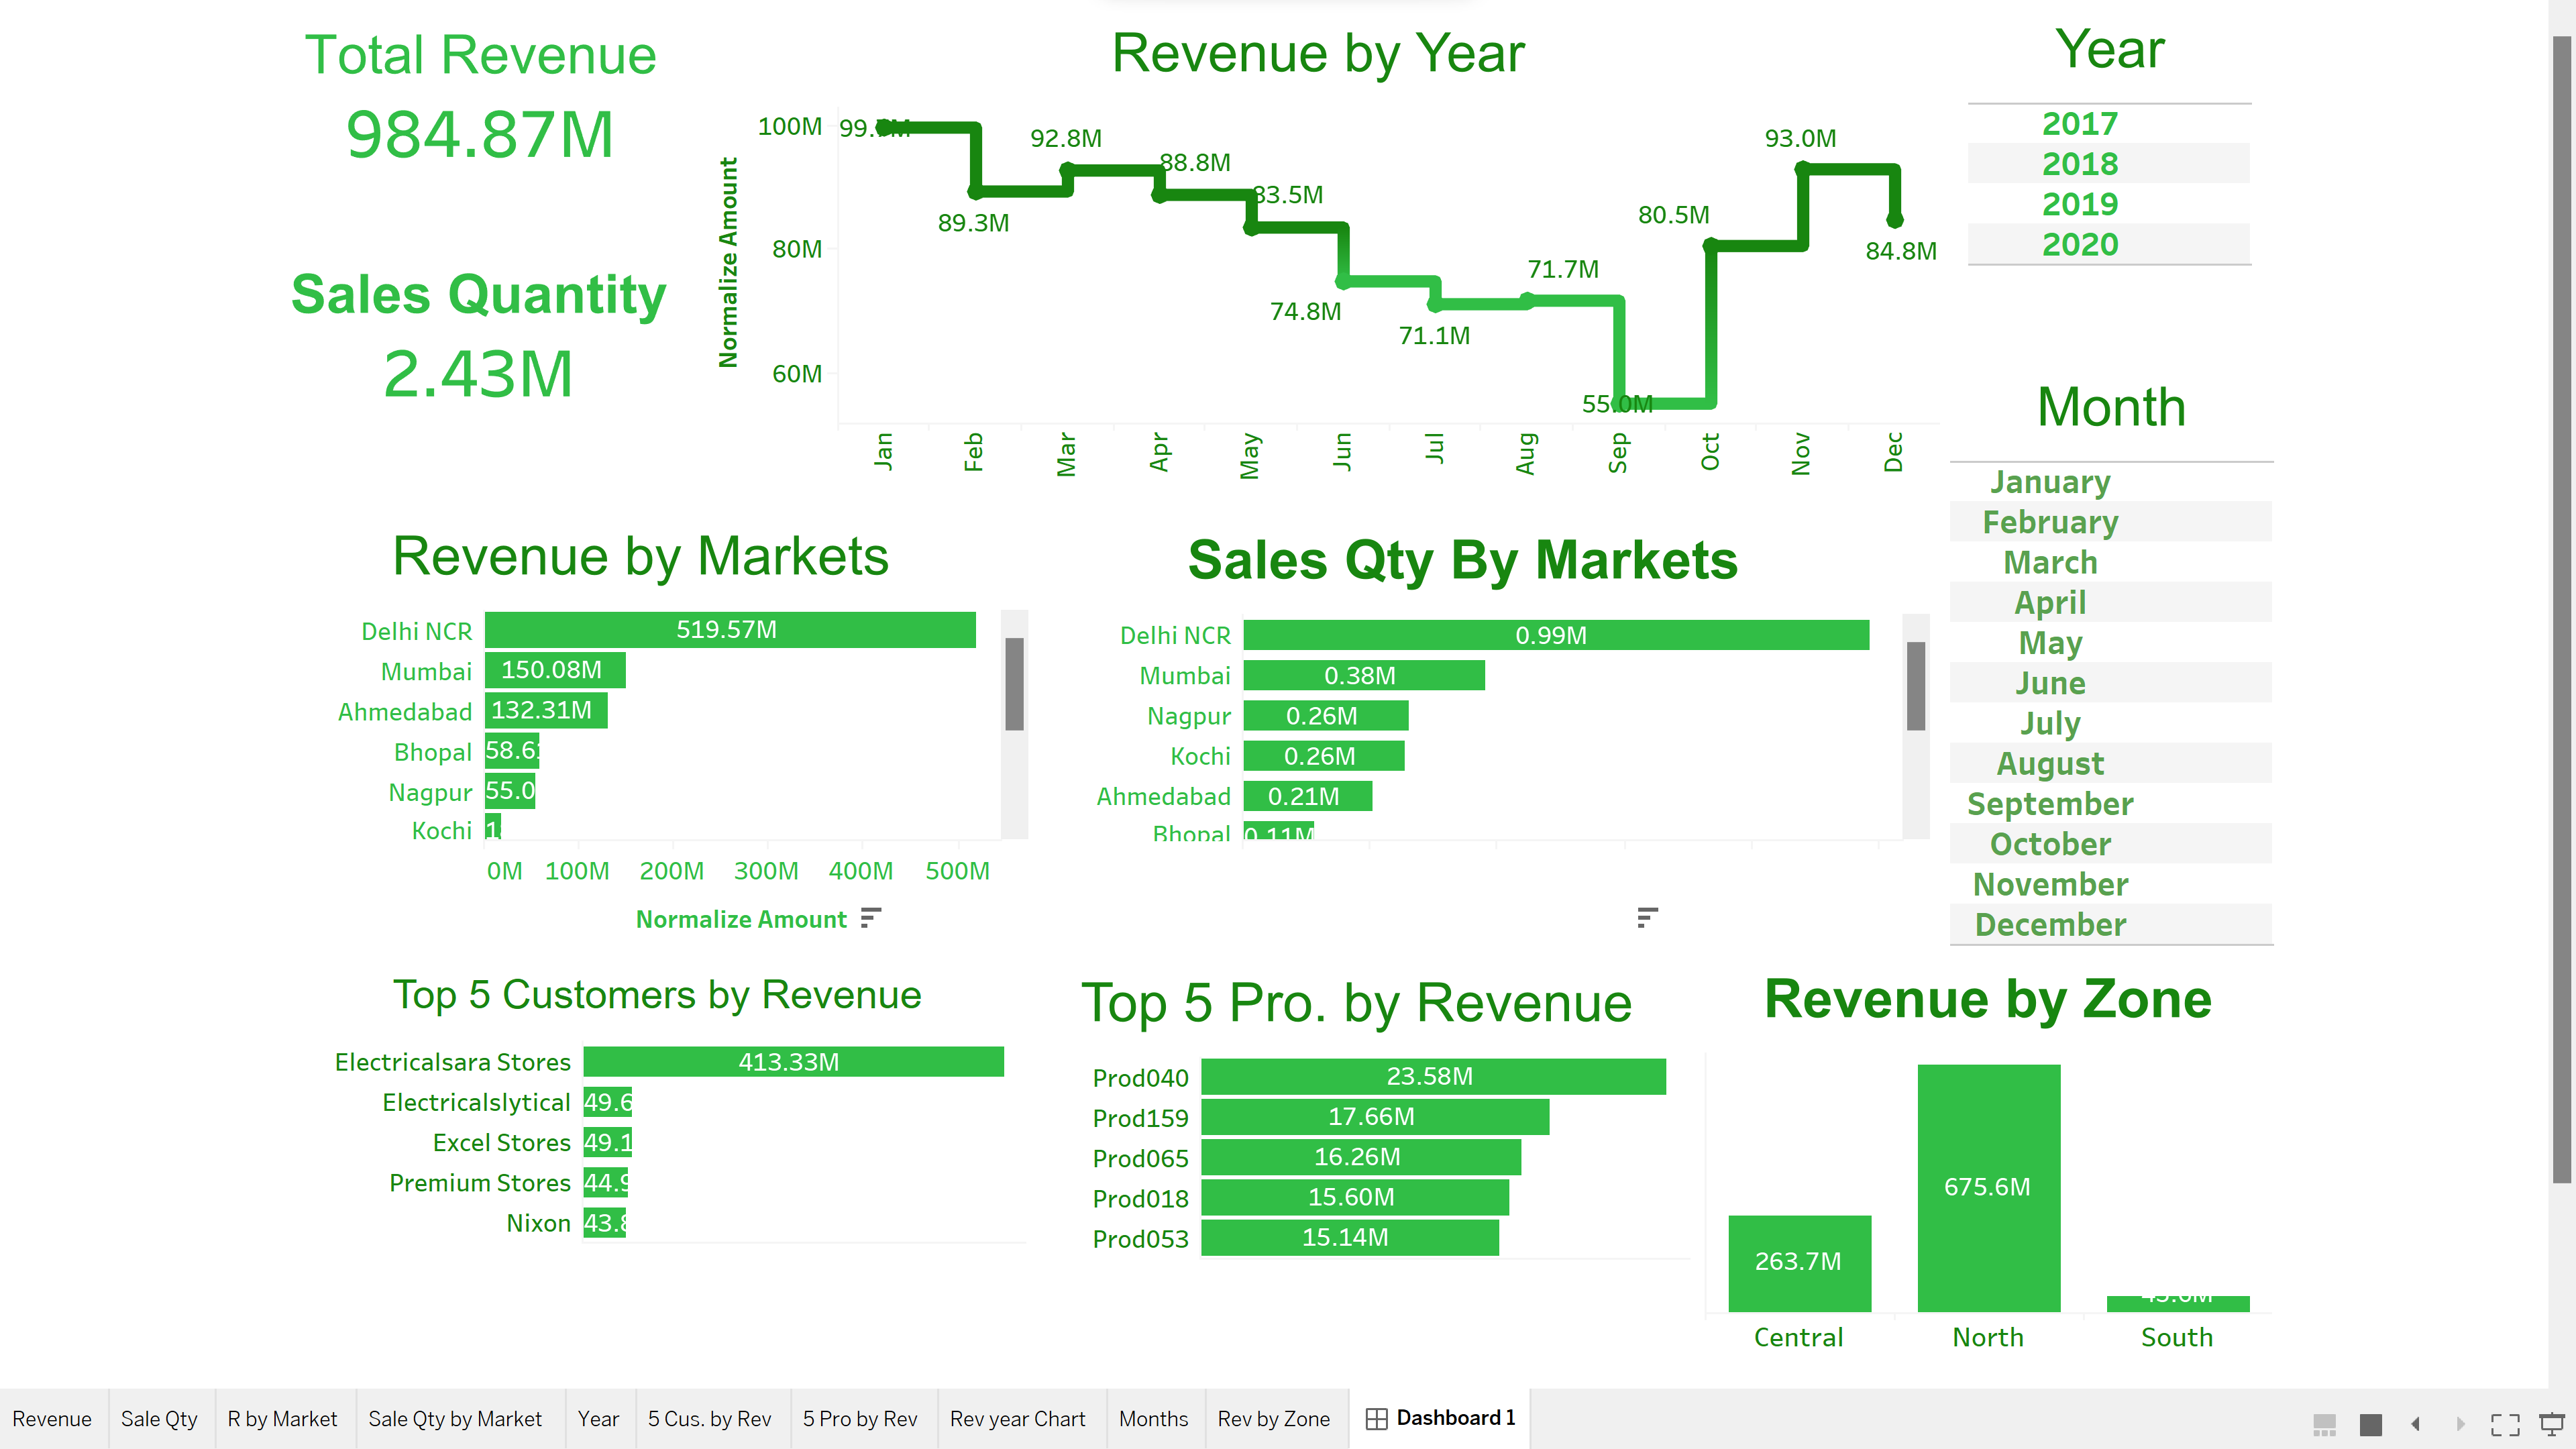 Total Revenue
984.87M
Sales Quantity
2.43M
Revenue by Year
Normalize Amount
100M
80M
60M
89.3M
92.8M
88.8M
83.5M
74.8M
71.1M
71.7M
55.0M
80.5M
93.0M
84.8M
Jan
Feb
Mar
Apr
May
Jun
Jul
Aug
Sep
Oct
Nov
Dec
Year
2017
2018
2019
2020
Month
January
February
March
April
May
June
July
August
September
October
November
December
Revenue by Markets
Delhi NCR 519.57M
Mumbai 150.08M
Ahmedabad 132.31M
Bhopal 58.6
Nagpur 55.0
Kochi 1
0M 100M 200M 300M 400M 500M
Normalize Amount
Sales Qty By Markets
Delhi NCR 0.99M
Mumbai 0.38M
Nagpur 0.26M
Kochi 0.26M
Ahmedabad 0.21M
Bhopal 0.11M
Top 5 Customers by Revenue
Electricalsara Stores 413.33M
Electricalslytical 49.6
Excel Stores 49.1
Premium Stores 44.9
Nixon 43.8
Top 5 Pro. by Revenue
Prod040 23.58M
Prod159 17.66M
Prod065 16.26M
Prod018 15.60M
Prod053 15.14M
Revenue by Zone
263.7M
675.6M
Central North South
Revenue Sale Qty R by Market Sale Qty by Market Year 5 Cus. by Rev 5 Pro by Rev Rev year Chart Months Rev by Zone Dashboard 1